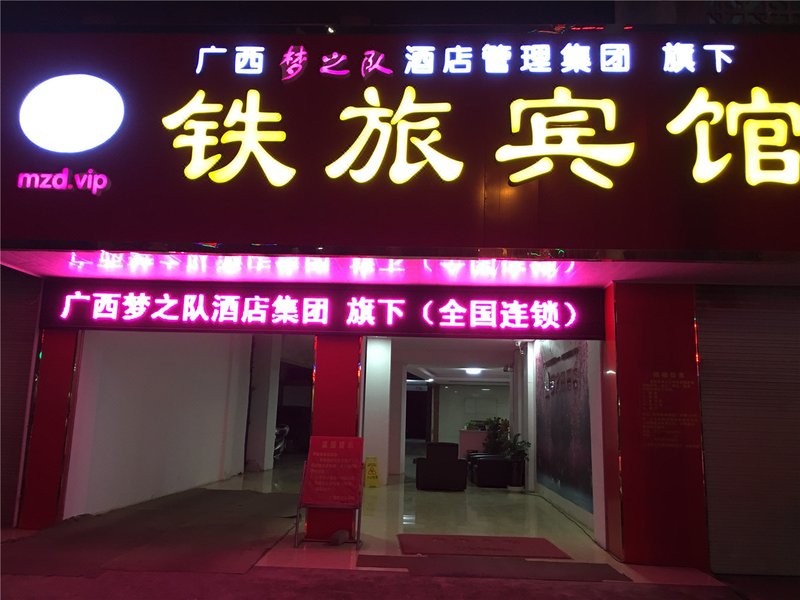 广西梦之队酒店管理集团 旗下
铁旅宾馆
mzd.vip
广西梦之队酒店集团 旗下（全国连锁）